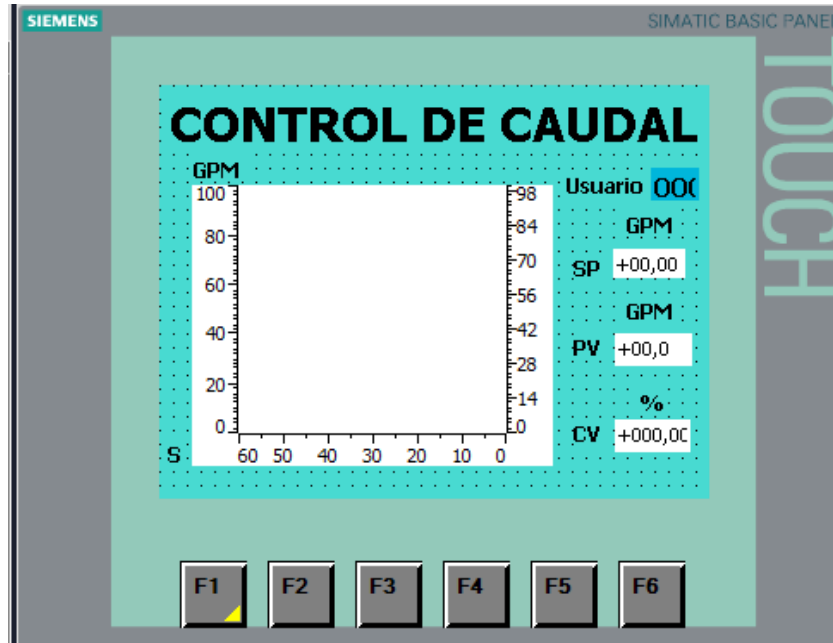 SIEMENS
SIMATIC BASIC PANEL
TOUCH
CONTROL DE CAUDAL
GPM
100
80
60
40
20
0
98
84
70
56
42
28
14
0
S
60 50 40 30 20 10 0
Usuario 000
GPM
SP +00,00
GPM
PV +00,0
%
CV +000,00
F1 F2 F3 F4 F5 F6